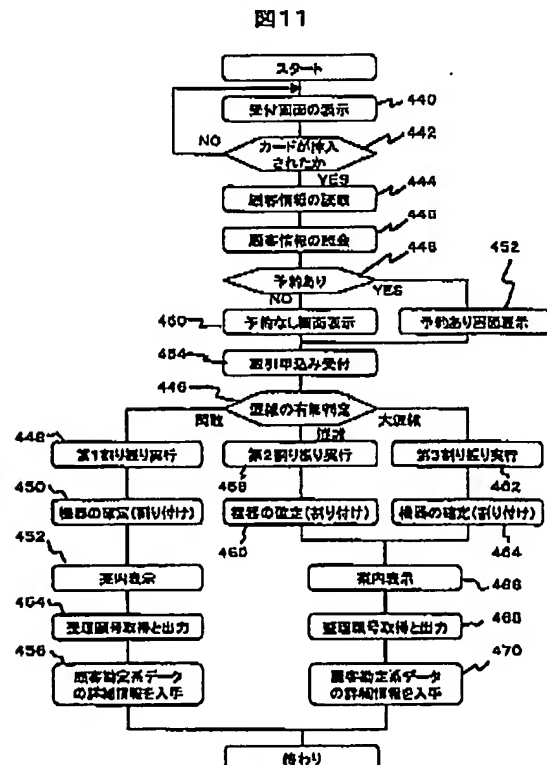 図11
スタート
受付画面の表示
440
カードが挿入
されたか
442
NO
YES
顧客情報の読取
444
顧客情報の照会
446
予約あり
448
NO
YES
452
予約なし画面表示
予約あり画面表示
取引申込み受付
454
446
混雑の有無判定
閑散
混雑
大混雑
448
第1割り振り実行
第2割り振り実行
458
第3割り振り実行
462
450
機器の確定(割り付け)
機器の確定(割り付け)
460
機器の確定(割り付け)
464
452
案内表示
案内表示
466
整理番号取得と出力
整理番号取得と出力
468
456
顧客勘定系データ
の詳細情報を入手
顧客勘定系データ
の詳細情報を入手
470
終わり